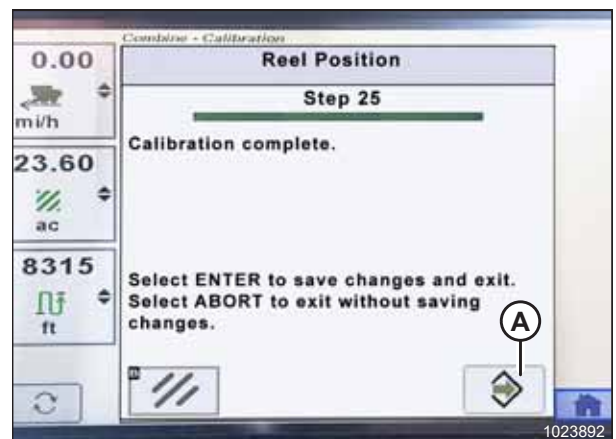 Combine - Calibration
0.00
mi/h
23.60
ac
8315
ft
Reel Position
Step 25
Calibration complete.
Select ENTER to save changes and exit.
Select ABORT to exit without saving
changes.
A
1023892